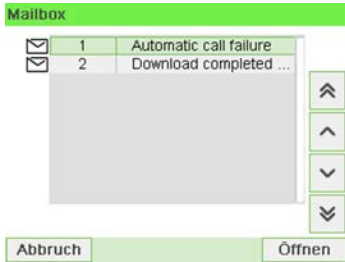 Mailbox
1 Automatic call failure
2 Download completed ...
Abbruch Öffnen